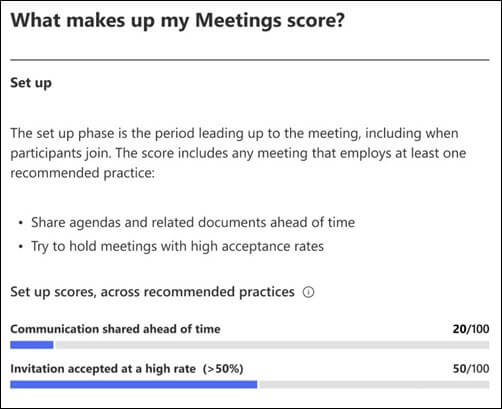 What makes up my Meetings score?
Set up
The set up phase is the period leading up to the meeting, including when
participants join. The score includes any meeting that employs at least one
recommended practice:
• Share agendas and related documents ahead of time
• Try to hold meetings with high acceptance rates
Set up scores, across recommended practices
Communication shared ahead of time 20/100
Invitation accepted at a high rate (>50%) 50/100